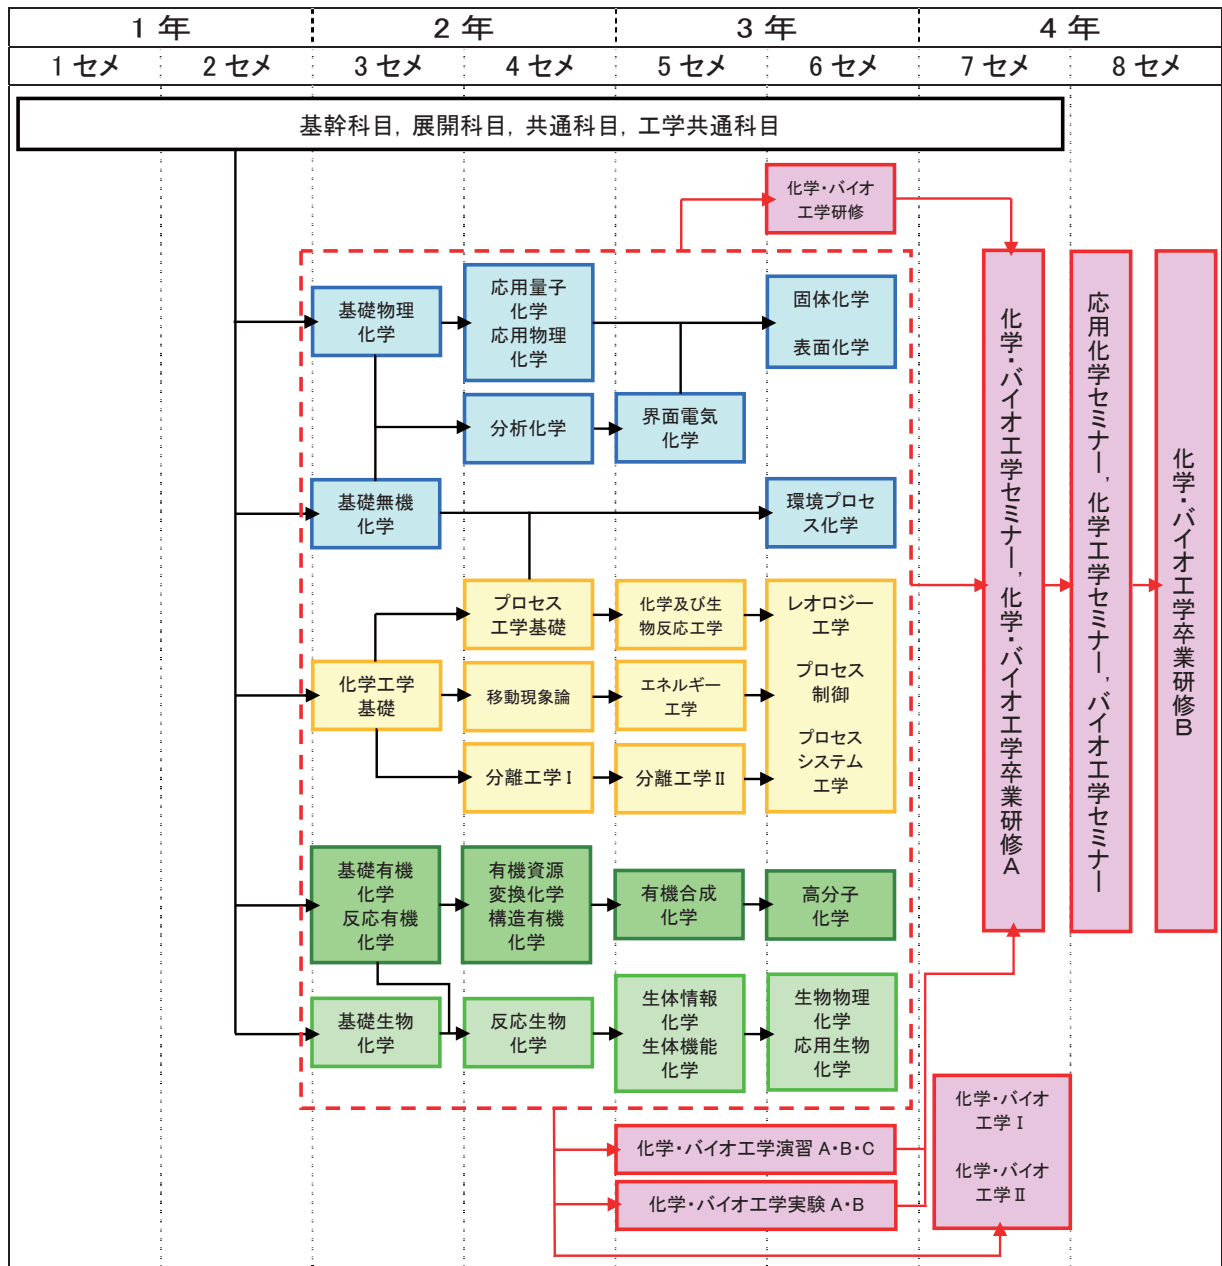 1 年
2 年
3 年
4 年
1 セメ
2 セメ
3 セメ
4 セメ
5 セメ
6 セメ
7 セメ
8 セメ
基幹科目, 展開科目, 共通科目, 工学共通科目
化学・バイオ
工学研修
基礎物理
化学
応用量子
化学
応用物理
化学
固体化学
表面化学
分析化学
界面電気
化学
基礎無機
化学
環境プロセ
ス化学
プロセス
工学基礎
化学及び生
物反応工学
レオロジー
工学
プロセス
制御
プロセス
システム
工学
化学工学
基礎
移動現象論
エネルギー
工学
分離工学 I
分離工学 II
基礎有機
化学
反応有機
化学
有機資源
変換化学
構造有機
化学
有機合成
化学
高分子
化学
基礎生物
化学
反応生物
化学
生体情報
化学
生体機能
化学
生物物理
化学
応用生物
化学
化学・バイオ工学セミナー, 化学・バイオ工学卒業研修A
応用化学セミナー, 化学工学セミナー, バイオ工学セミナー
化学・バイオ工学卒業研修B
化学・バイオ工学演習 A・B・C
化学・バイオ工学実験 A・B
化学・バイオ
工学 I
化学・バイオ
工学 II